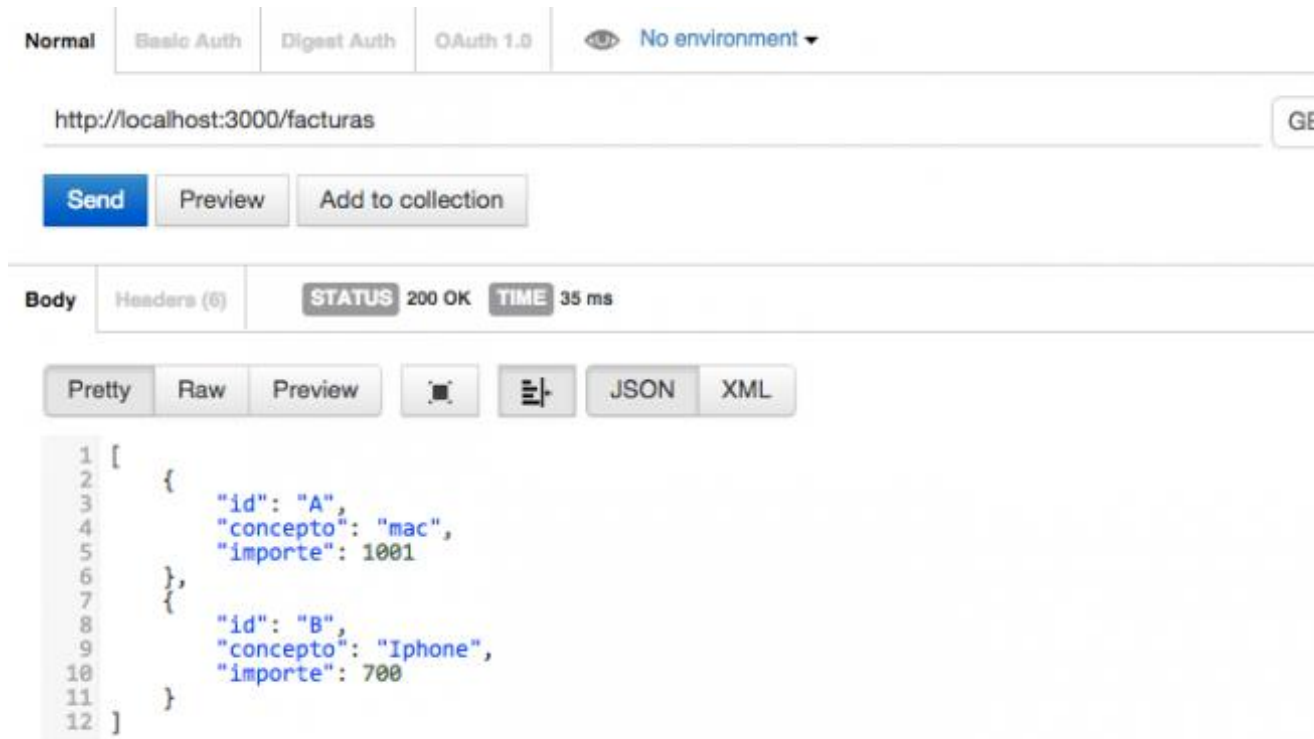 Normal Basic Auth Digest Auth OAuth 1.0 No environment
http://localhost:3000/facturas GE
Send Preview Add to collection
Body Headers (6) STATUS 200 OK TIME 35 ms
Pretty Raw Preview JSON XML
1 [
2 {
3 "id": "A",
4 "concepto": "mac",
5 "importe": 1001
6 },
7 {
8 "id": "B",
9 "concepto": "Iphone",
10 "importe": 700
11 }
12 ]